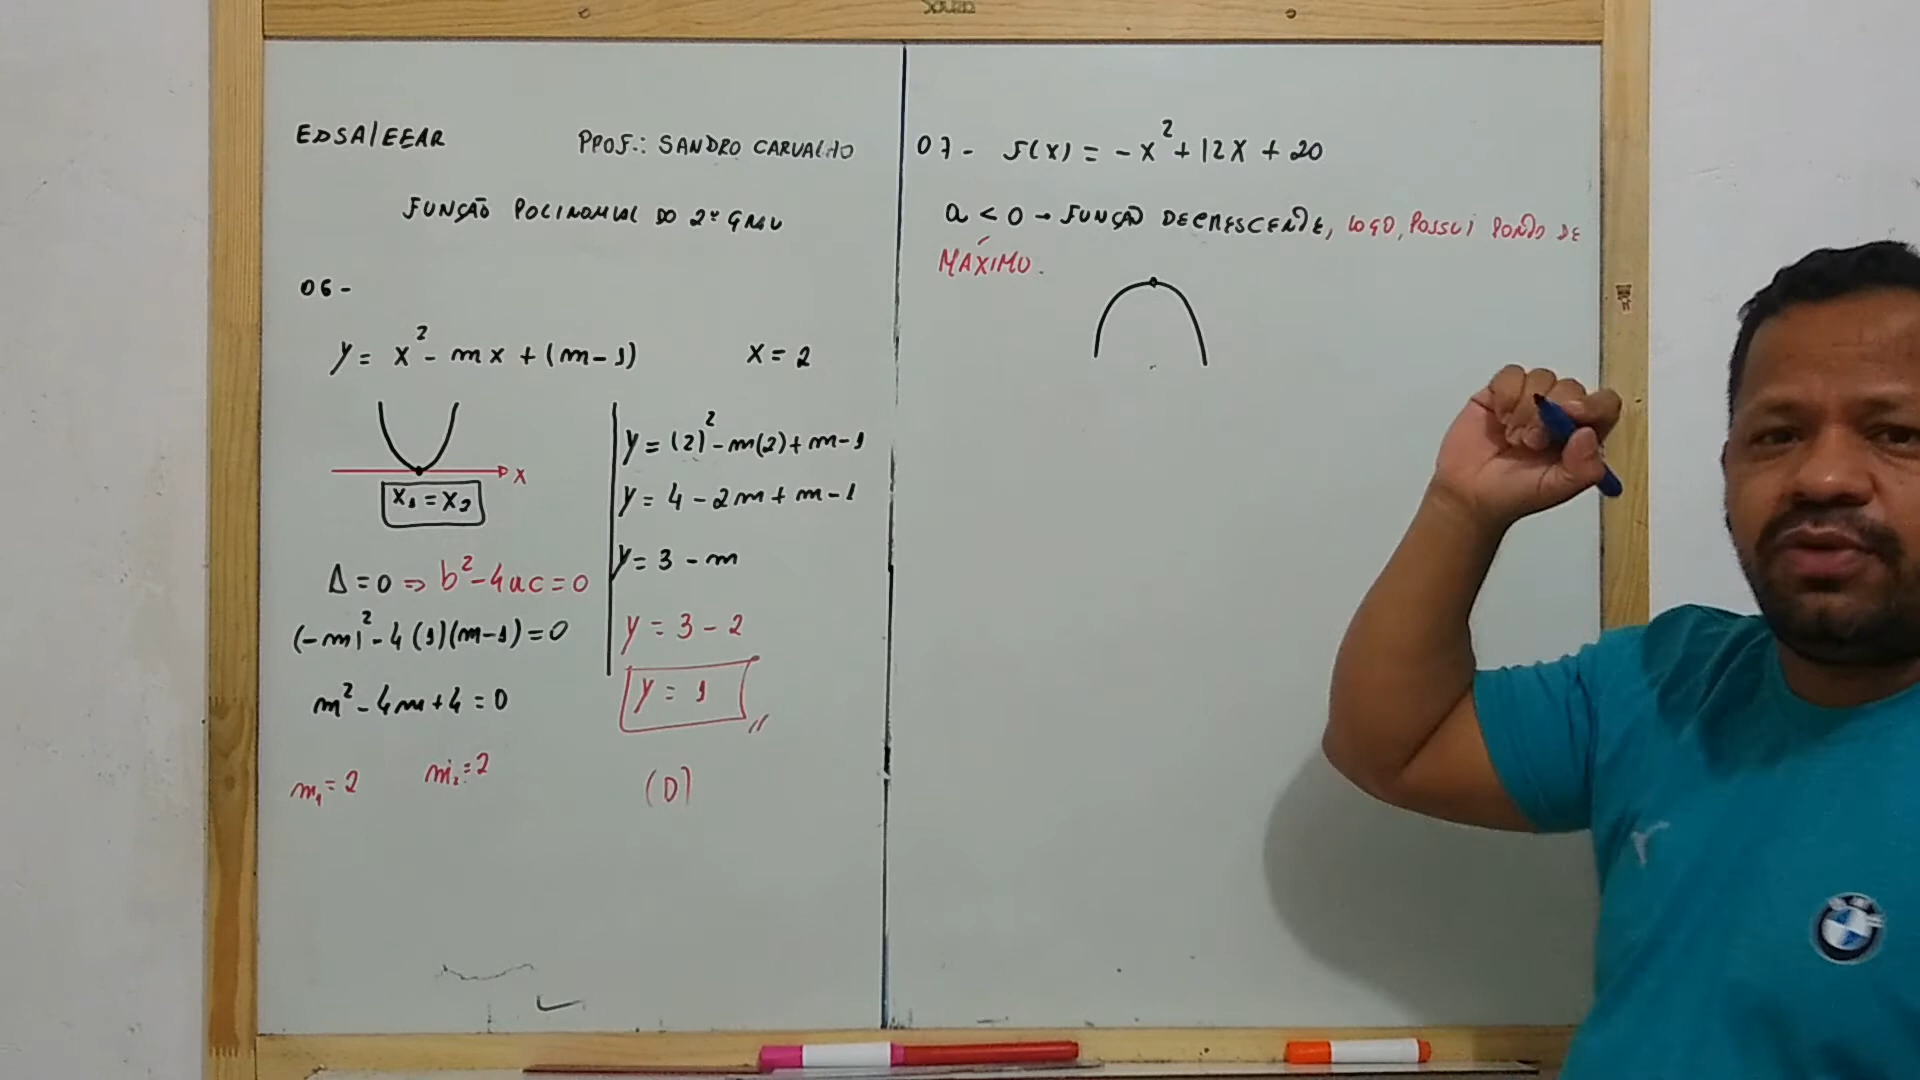 Souza
EDSA/EEAR
PROF.: SANDRO CARVALHO
FUNÇÃO POLINOMIAL DO 2º GRAU
06-
y = x² - mx + (m-1)
x = 2
x
x₁ = x₂
Δ = 0 ⇒ b² - 4ac = 0
(-m)² - 4(1)(m-1) = 0
m² - 4m + 4 = 0
m₁ = 2
m₂ = 2
y = (2)² - m(2) + m - 1
y = 4 - 2m + m - 1
y = 3 - m
y = 3 - 2
y = 1
(D)
07- f(x) = -x² + 12x + 20
a < 0 → FUNÇÃO DECRESCENTE, LOGO, POSSUI PONTO DE
MÁXIMO.